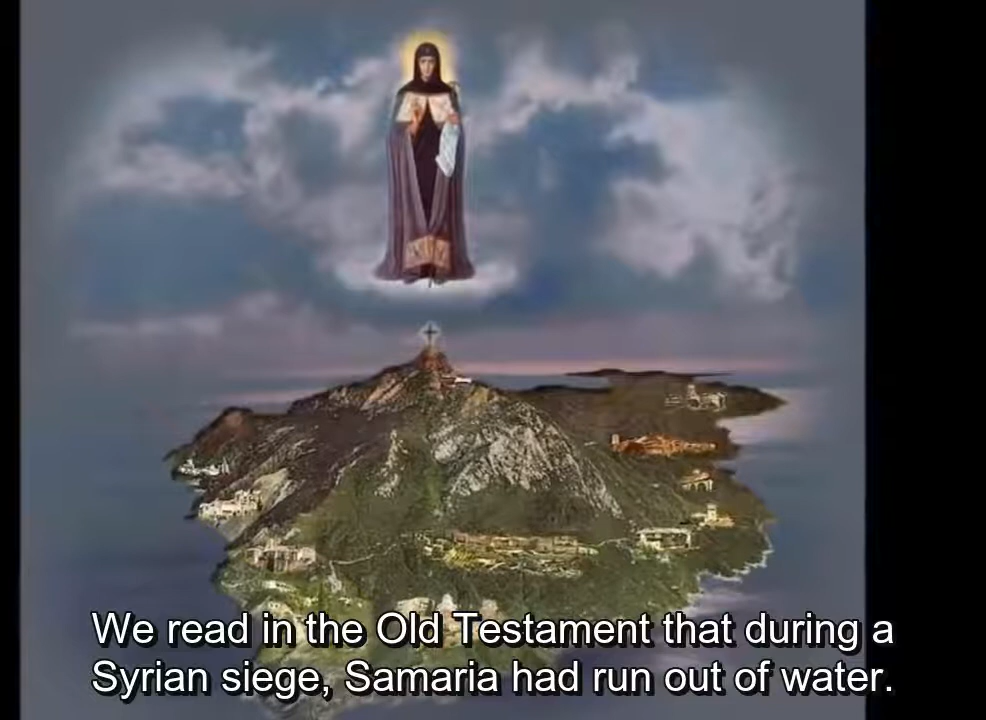 We read in the Old Testament that during a
Syrian siege, Samaria had run out of water.